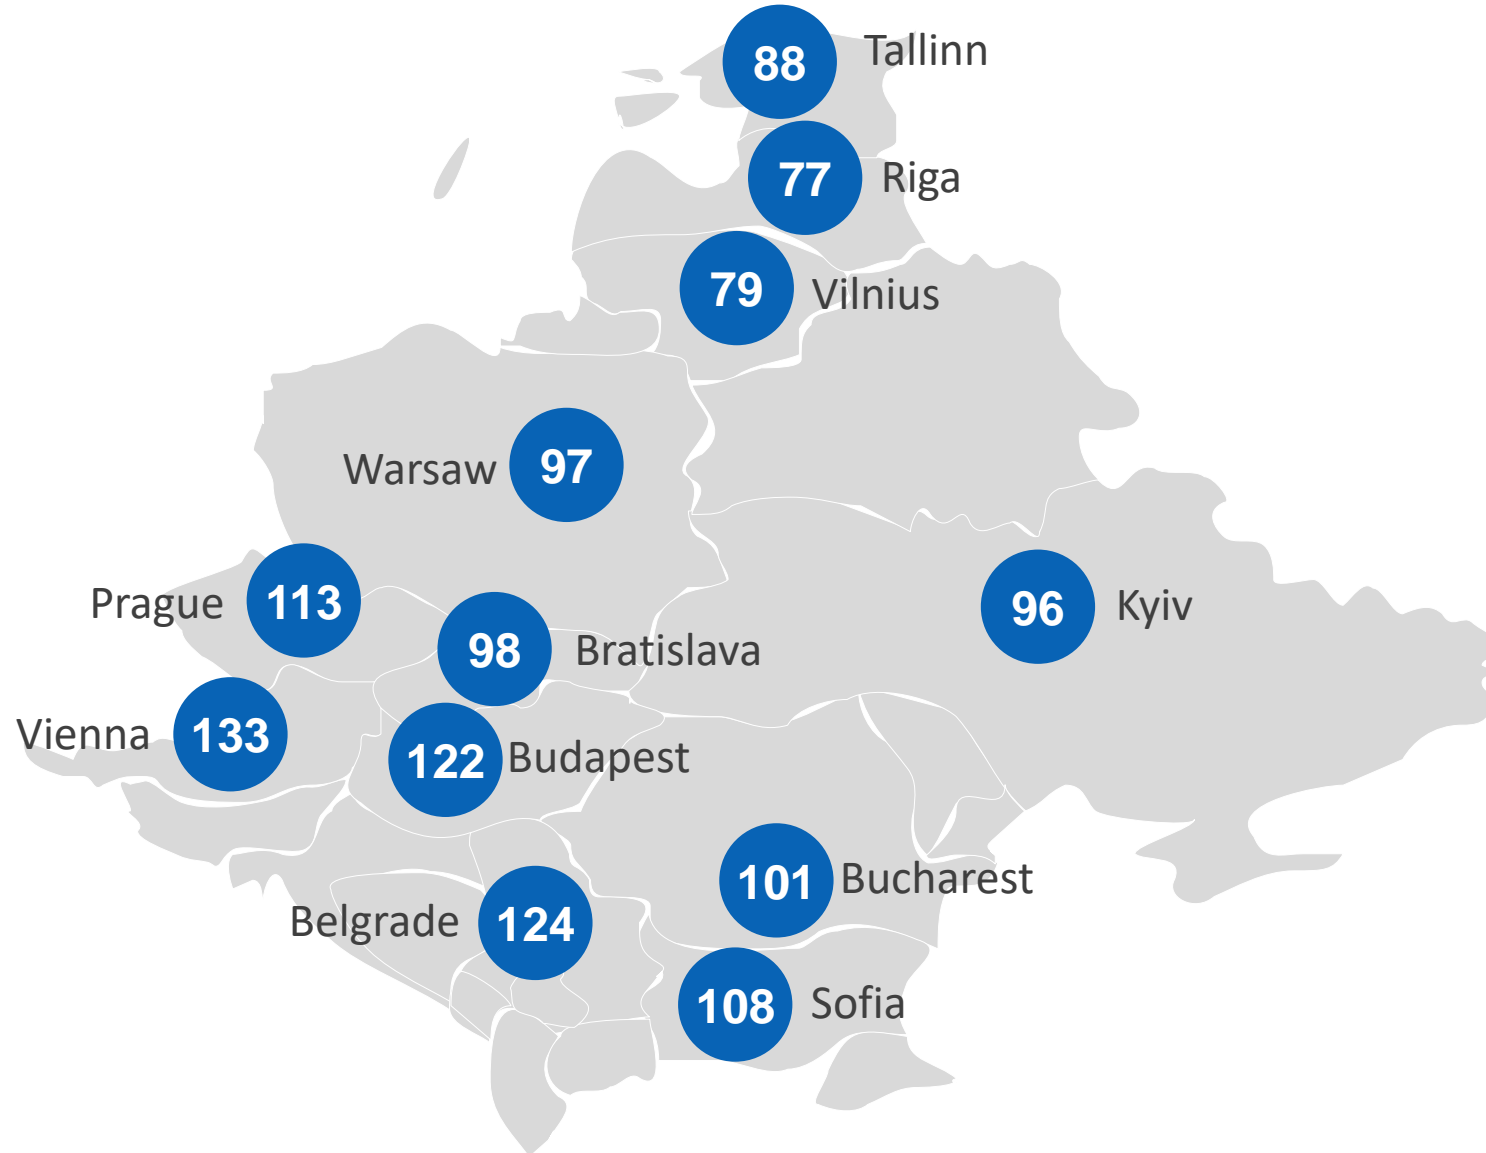 88 Tallinn
77 Riga
79 Vilnius
Warsaw 97
Prague 113
96 Kyiv
98 Bratislava
Vienna 133
122 Budapest
101 Bucharest
Belgrade 124
108 Sofia